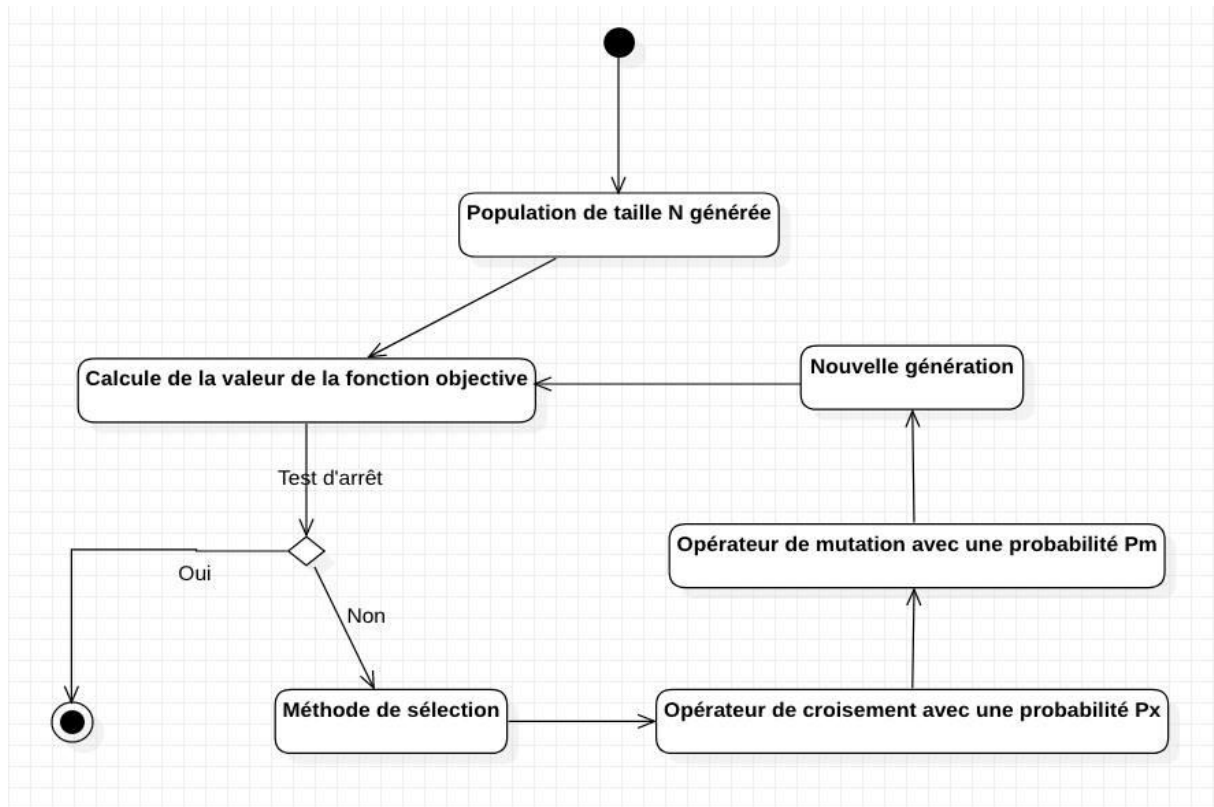 Population de taille N générée
Calcule de la valeur de la fonction objective
Nouvelle génération
Test d'arrêt
Opérateur de mutation avec une probabilité Pm
Oui
Non
Méthode de sélection
Opérateur de croisement avec une probabilité Px